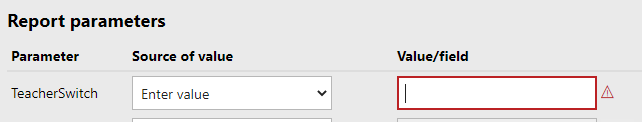 Report parameters
Parameter Source of value Value/field
TeacherSwitch Enter value